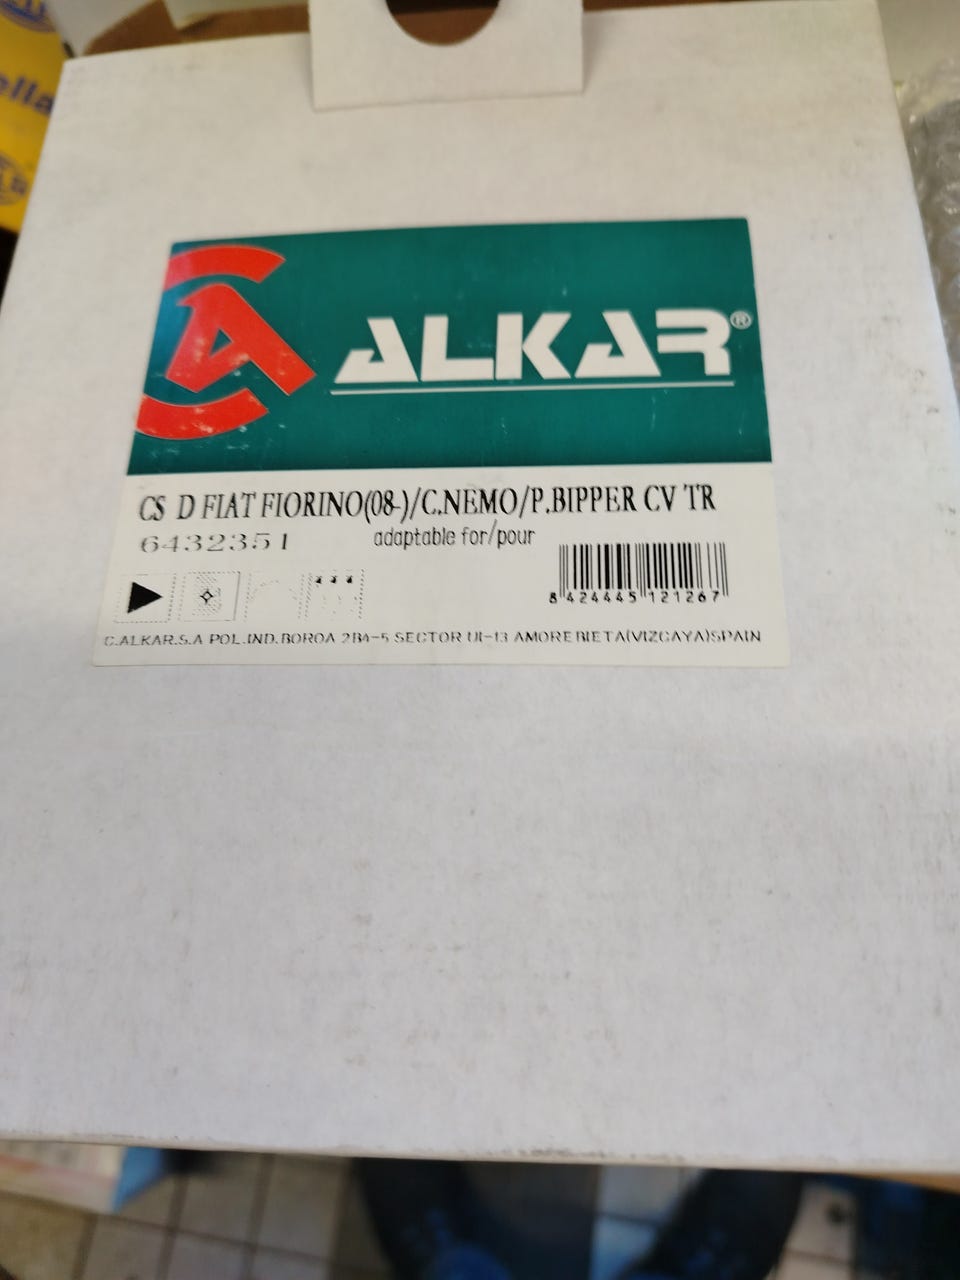 ella
ALKAR®
CS D FIAT FIORINO(08-)/C.NEMO/P.BIPPER CV TR
6432351
adaptable for/pour
8 424445 121267
C.ALKAR.S.A POL.IND.BOROA 2B4-5 SECTOR UI-13 AMOREBIETA(VIZCAYA)SPAIN